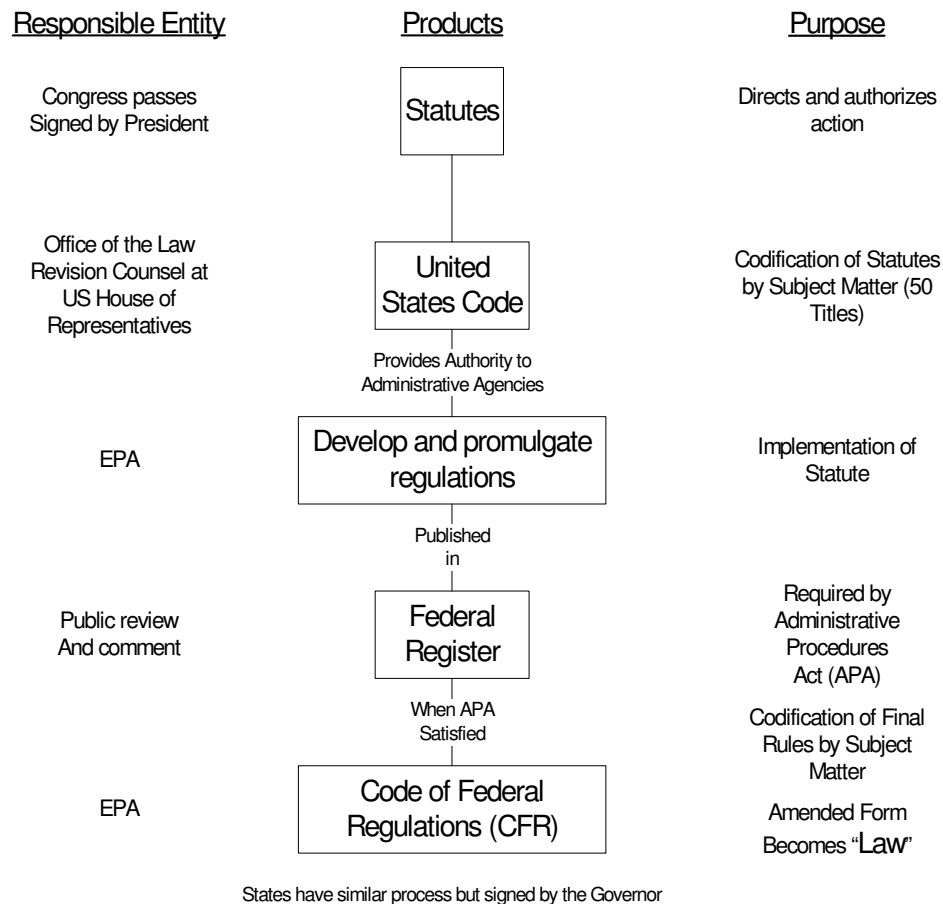 Responsible Entity
Products
Purpose
Congress passes
Signed by President
Statutes
Directs and authorizes
action
Office of the Law
Revision Counsel at
US House of
Representatives
United
States Code
Codification of Statutes
by Subject Matter (50
Titles)
Provides Authority to
Administrative Agencies
EPA
Develop and promulgate
regulations
Implementation of
Statute
Published
in
Public review
And comment
Federal
Register
Required by
Administrative
Procedures
Act (APA)
When APA
Satisfied
Codification of Final
Rules by Subject
Matter
EPA
Code of Federal
Regulations (CFR)
Amended Form
Becomes “Law”
States have similar process but signed by the Governor